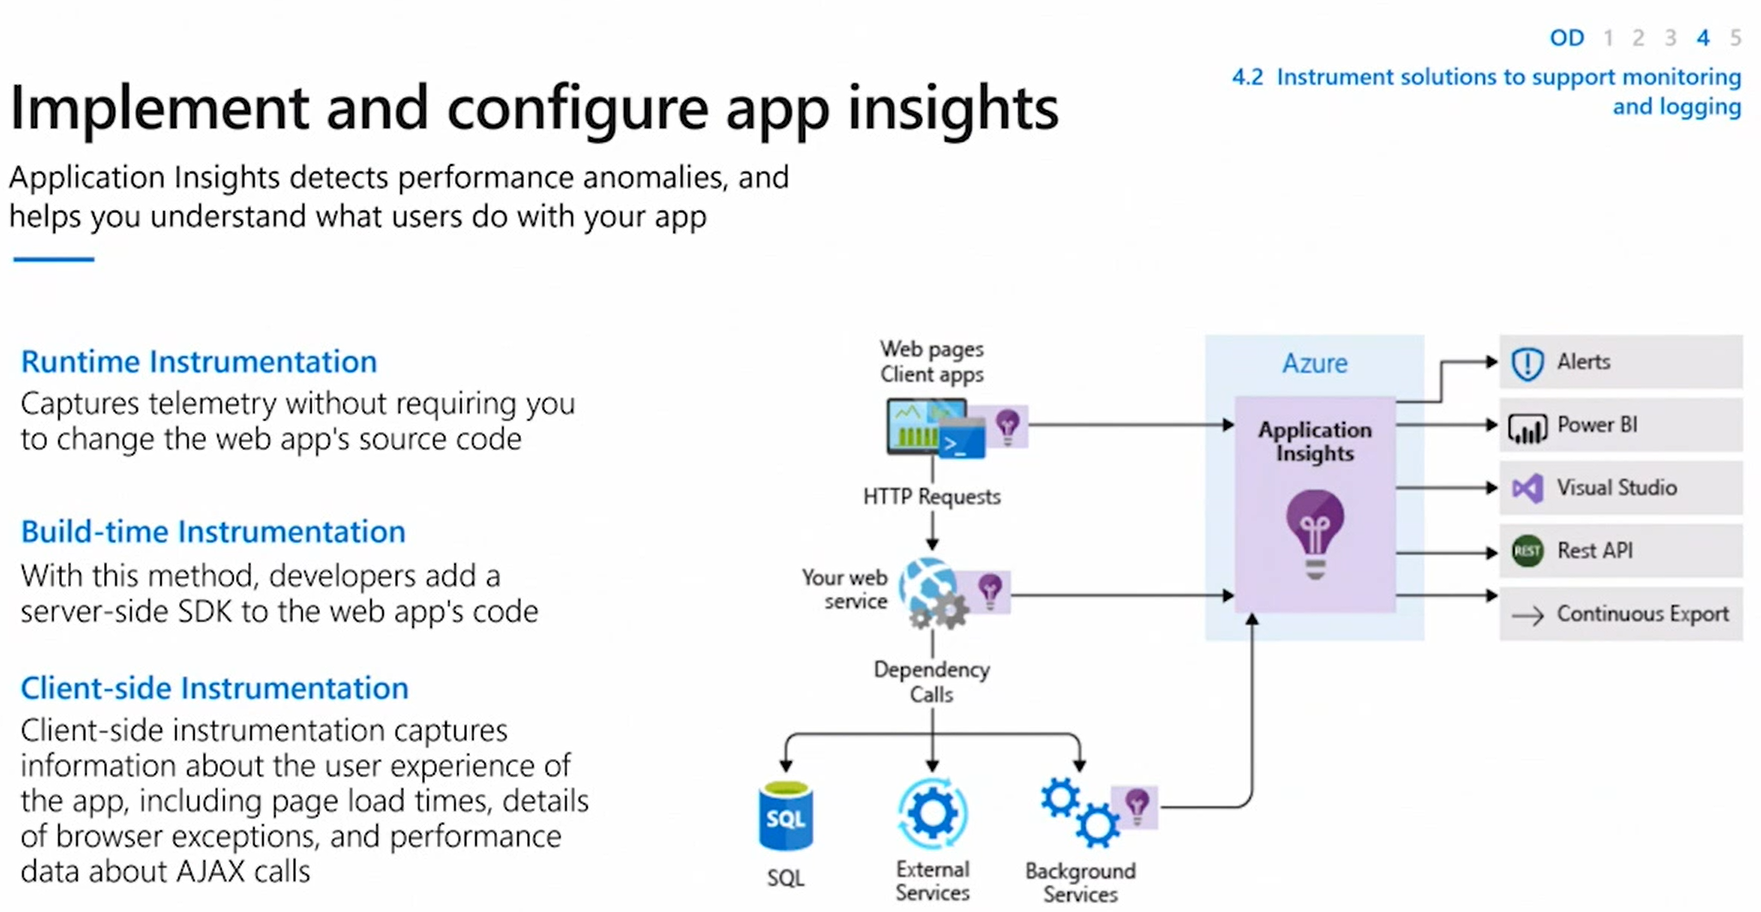 OD 1 2 3 4 5
4.2 Instrument solutions to support monitoring
and logging
Implement and configure app insights
Application Insights detects performance anomalies, and
helps you understand what users do with your app
Runtime Instrumentation
Captures telemetry without requiring you
to change the web app's source code
Build-time Instrumentation
With this method, developers add a
server-side SDK to the web app's code
Client-side Instrumentation
Client-side instrumentation captures
information about the user experience of
the app, including page load times, details
of browser exceptions, and performance
data about AJAX calls
Web pages
Client apps
HTTP Requests
Your web
service
Dependency
Calls
SQL
SQL
External
Services
Background
Services
Azure
Application
Insights
Alerts
Power BI
Visual Studio
REST
Rest API
Continuous Export